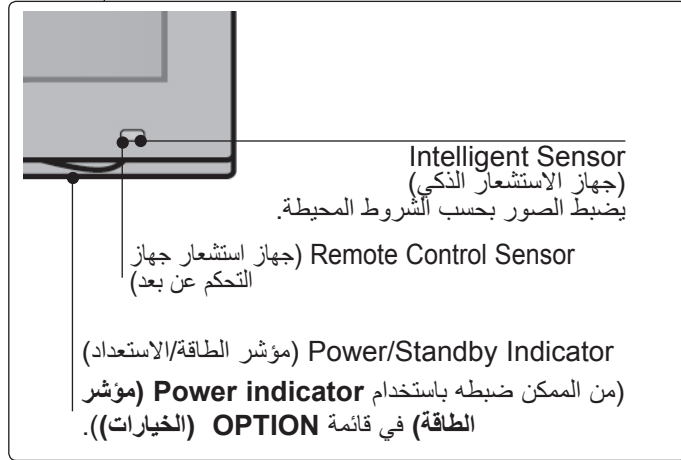 Intelligent Sensor
(جهاز الاستشعار الذكي)
يضبط الصور بحسب الشروط المحيطة.
Remote Control Sensor (جهاز استشعار جهاز
التحكم عن بعد)
Power/Standby Indicator (مؤشر الطاقة/الاستعداد)
(من الممكن ضبطه باستخدام Power indicator (مؤشر
الطاقة) في قائمة OPTION (الخيارات)).